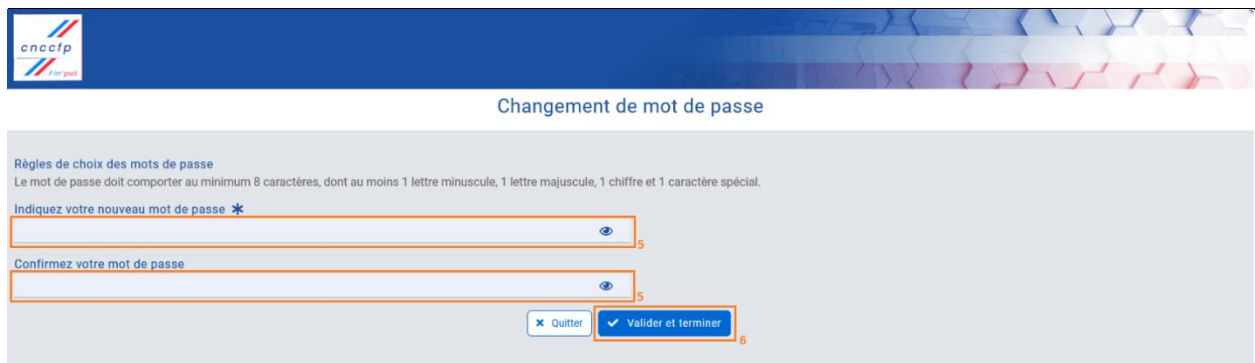 cnccfp
Fin'pol
Changement de mot de passe
Règles de choix des mots de passe
Le mot de passe doit comporter au minimum 8 caractères, dont au moins 1 lettre minuscule, 1 lettre majuscule, 1 chiffre et 1 caractère spécial.
Indiquez votre nouveau mot de passe *
5
Confirmez votre mot de passe
5
Quitter
Valider et terminer
6